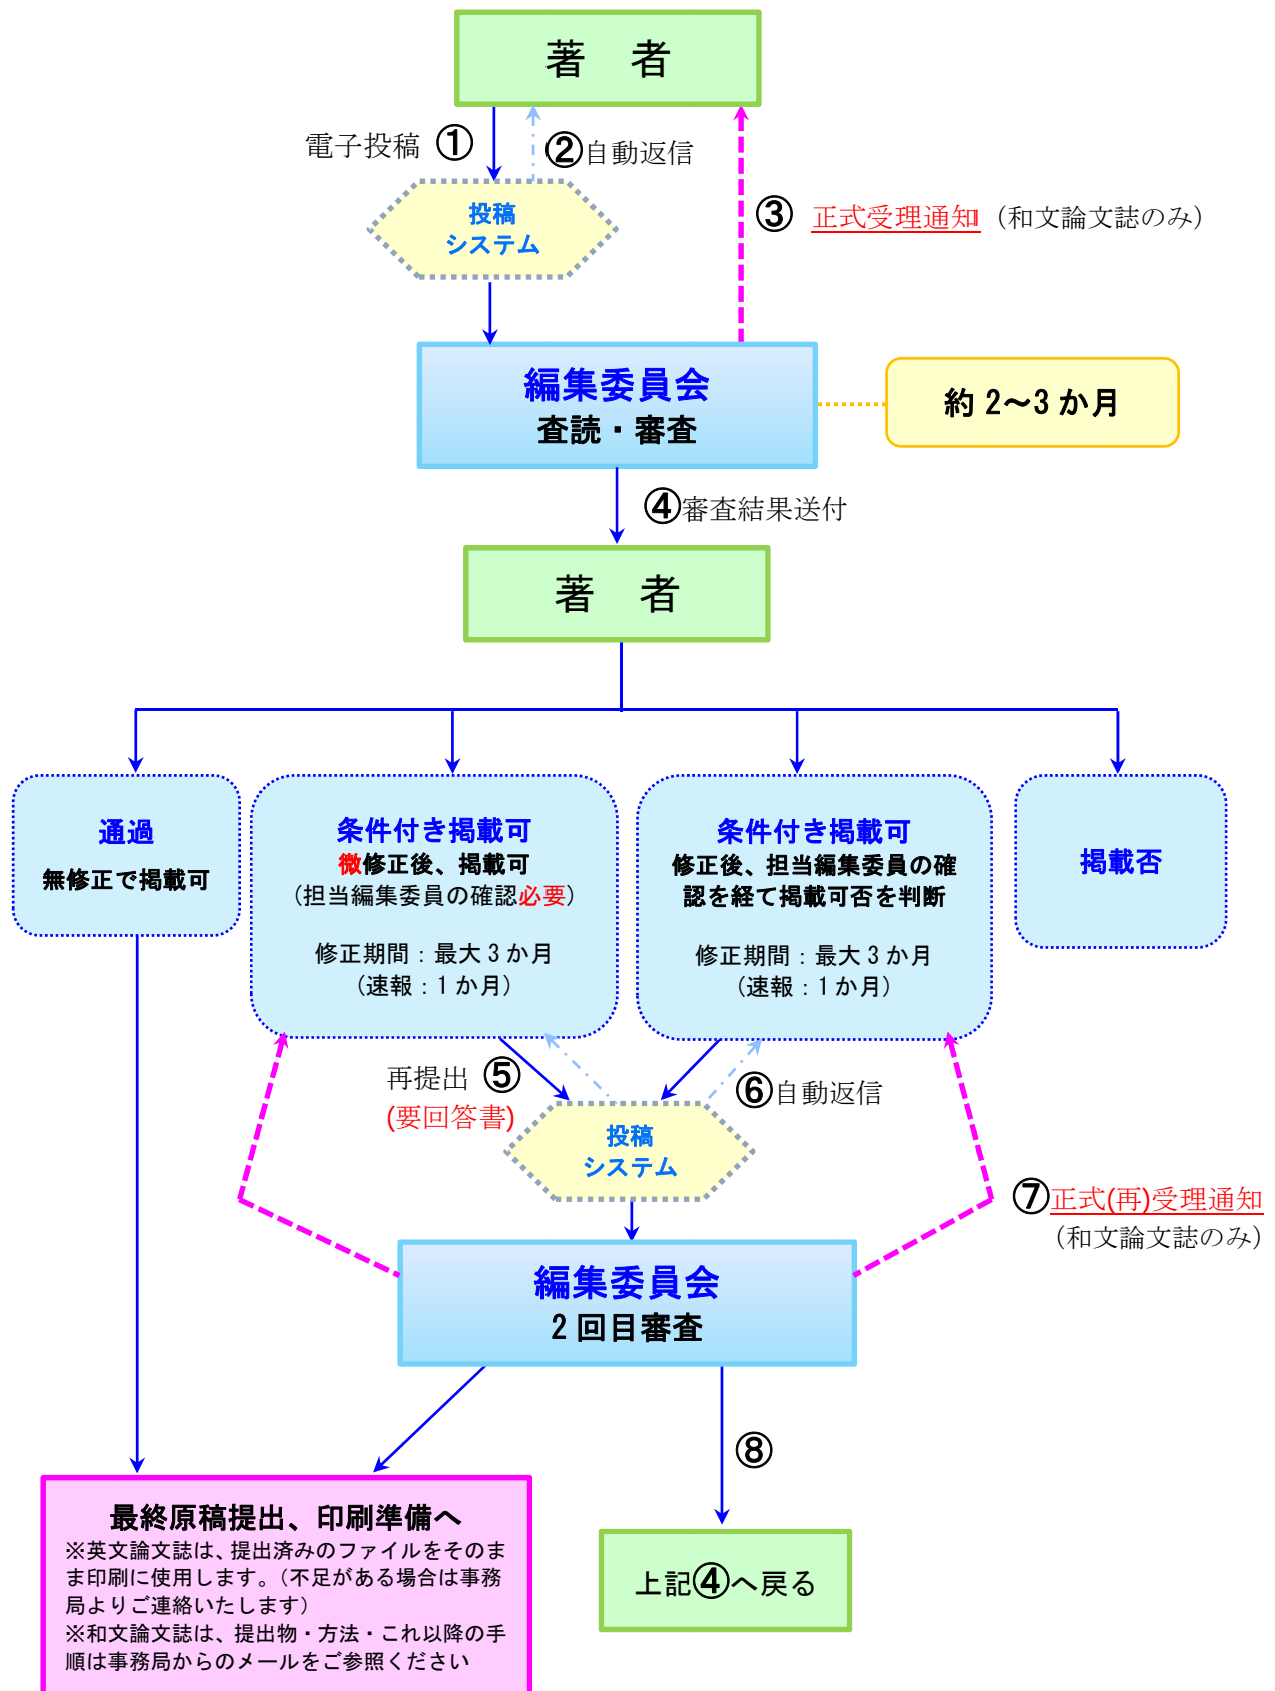 著　者
電子投稿 ①
②自動返信
投稿
システム
③ 正式受理通知（和文論文誌のみ）
編集委員会
査読・審査
約 2～3 か月
④審査結果送付
著　者
通過
無修正で掲載可
条件付き掲載可
微修正後、掲載可
（担当編集委員の確認必要）
修正期間：最大 3 か月
（速報：1 か月）
条件付き掲載可
修正後、担当編集委員の確
認を経て掲載可否を判断
修正期間：最大 3 か月
（速報：1 か月）
掲載否
再提出 ⑤
(要回答書)
⑥自動返信
投稿
システム
⑦正式(再)受理通知
（和文論文誌のみ）
編集委員会
2 回目審査
⑧
最終原稿提出、印刷準備へ
※英文論文誌は、提出済みのファイルをそのま
ま印刷に使用します。（不足がある場合は事務
局よりご連絡いたします）
※和文論文誌は、提出物・方法・これ以降の手
順は事務局からのメールをご参照ください
上記④へ戻る